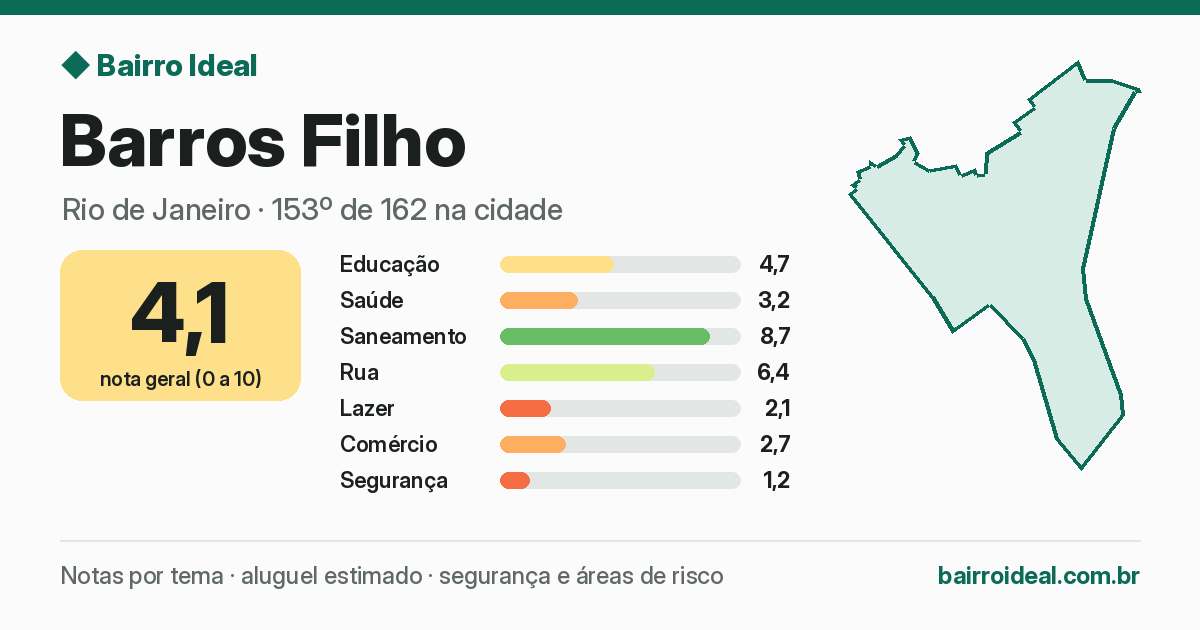 Bairro Ideal
Barros Filho
Rio de Janeiro · 153º de 162 na cidade
4,1
nota geral (0 a 10)
Educação 4,7
Saúde 3,2
Saneamento 8,7
Rua 6,4
Lazer 2,1
Comércio 2,7
Segurança 1,2
Notas por tema · aluguel estimado · segurança e áreas de risco
bairroideal.com.br